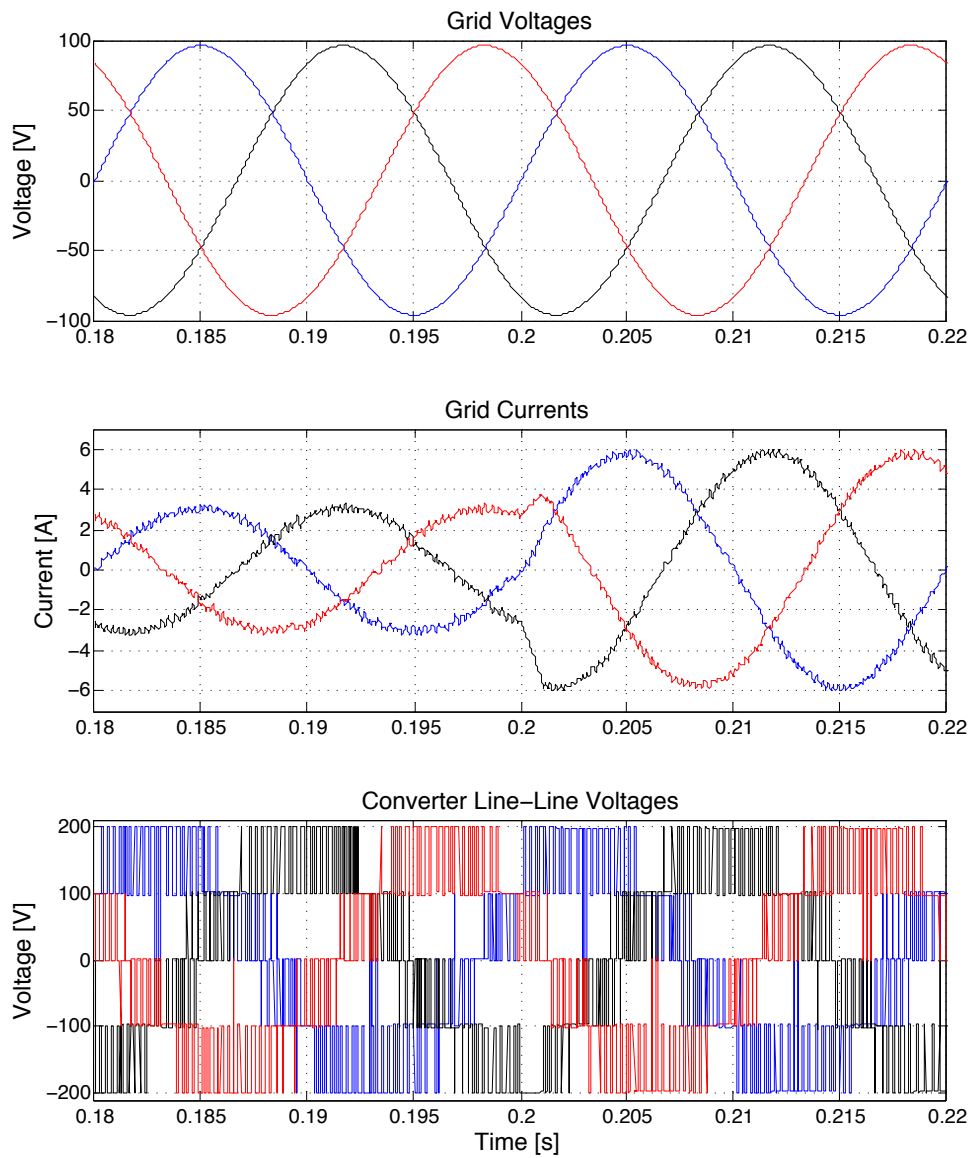 Grid Voltages
100
50
0
−50
−100
Voltage [V]
0.18 0.185 0.19 0.195 0.2 0.205 0.21 0.215 0.22
Grid Currents
6
4
2
0
−2
−4
−6
Current [A]
0.18 0.185 0.19 0.195 0.2 0.205 0.21 0.215 0.22
Converter Line−Line Voltages
200
100
0
−100
−200
Voltage [V]
0.18 0.185 0.19 0.195 0.2 0.205 0.21 0.215 0.22
Time [s]